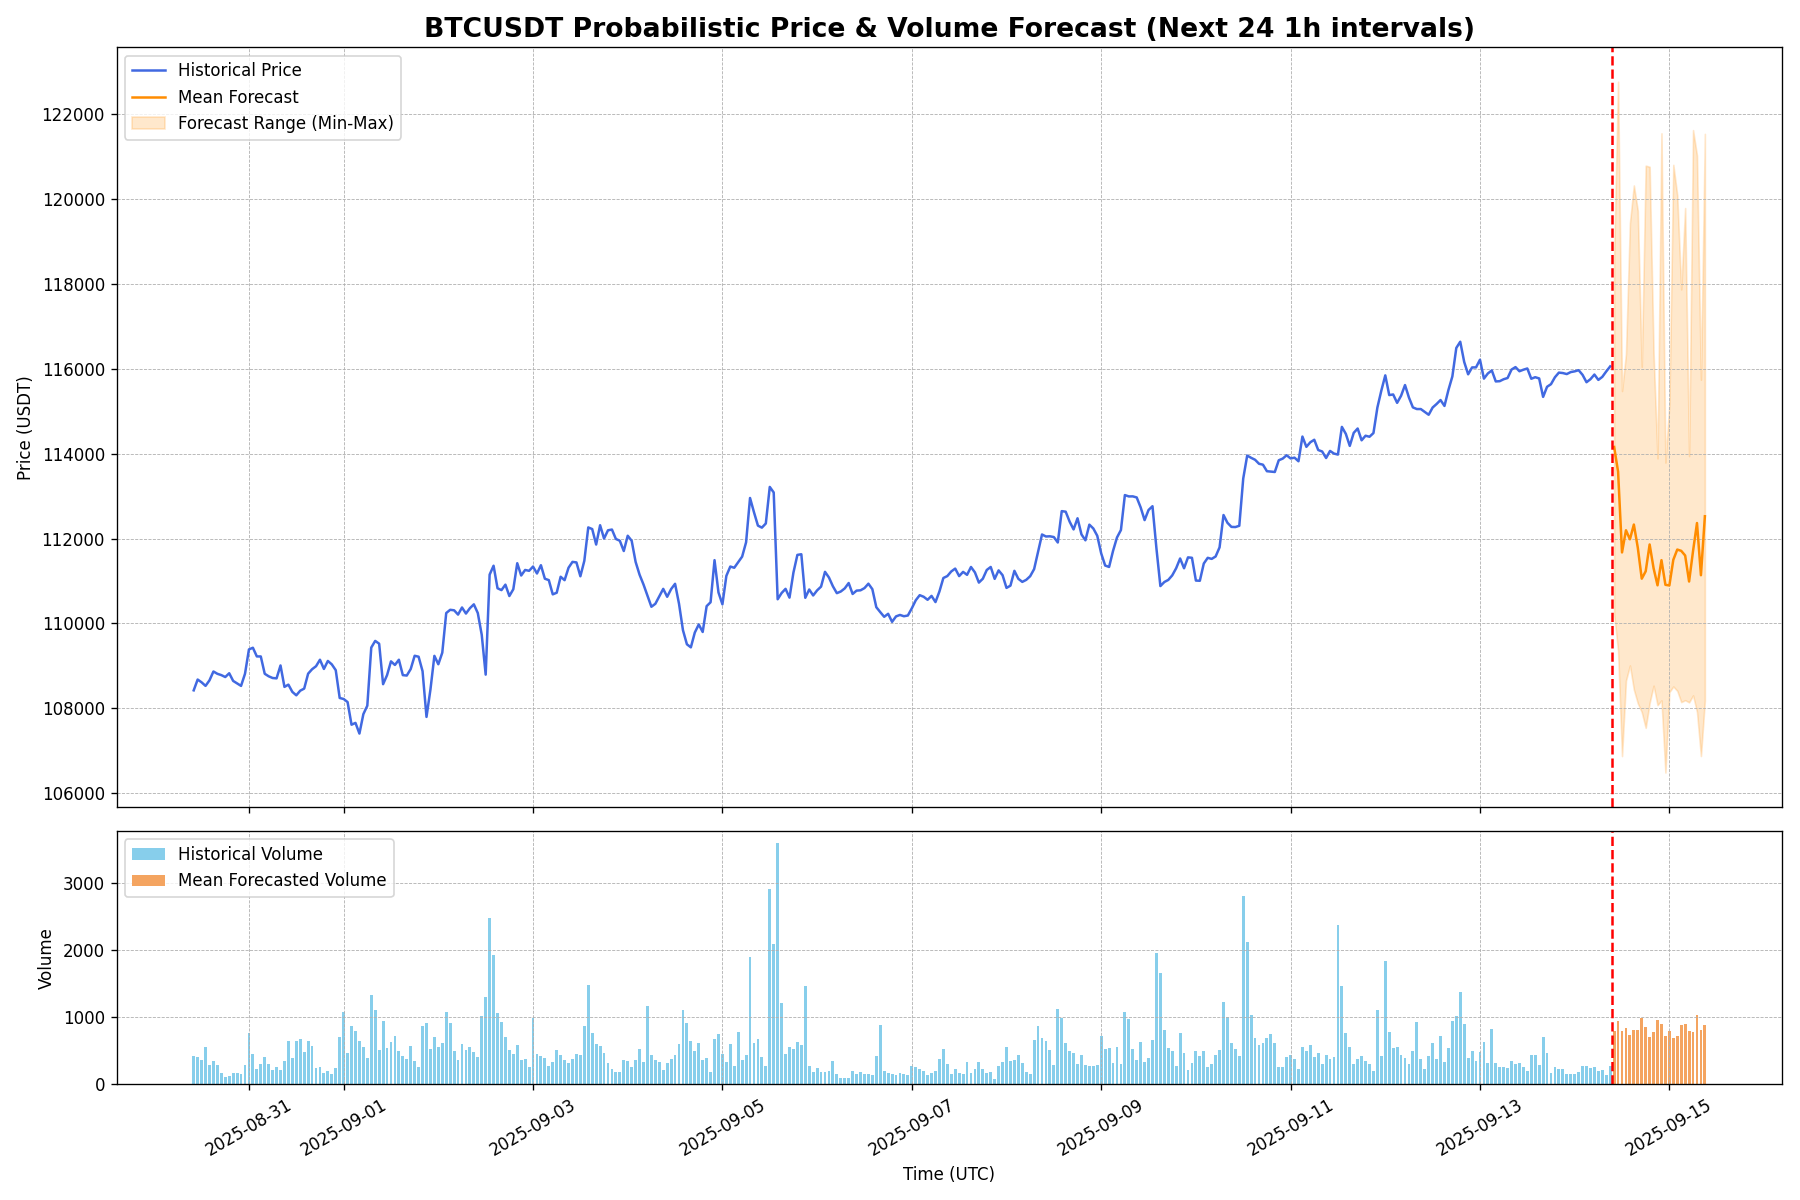 BTCUSDT Probabilistic Price & Volume Forecast (Next 24 1h intervals)
Historical Price
Mean Forecast
Forecast Range (Min-Max)
122000
120000
118000
116000
114000
112000
110000
108000
106000
Price (USDT)
Historical Volume
Mean Forecasted Volume
3000
2000
1000
0
Volume
2025-08-31
2025-09-01
2025-09-03
2025-09-05
2025-09-07
2025-09-09
2025-09-11
2025-09-13
2025-09-15
Time (UTC)